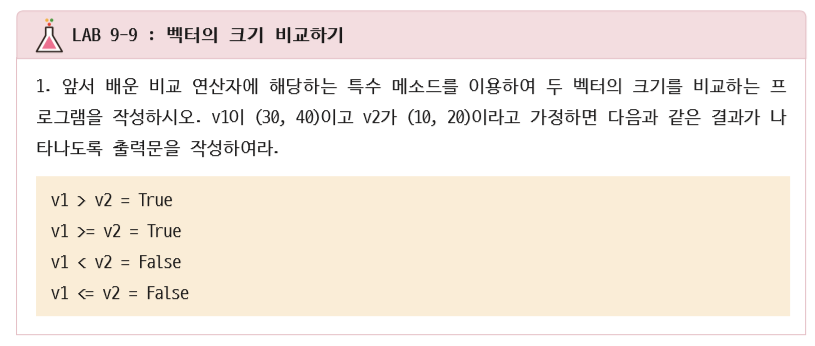 LAB 9-9 : 벡터의 크기 비교하기
1. 앞서 배운 비교 연산자에 해당하는 특수 메소드를 이용하여 두 벡터의 크기를 비교하는 프
로그램을 작성하시오. v1이 (30, 40)이고 v2가 (10, 20)이라고 가정하면 다음과 같은 결과가 나
타나도록 출력문을 작성하여라.
v1 > v2 = True
v1 >= v2 = True
v1 < v2 = False
v1 <= v2 = False